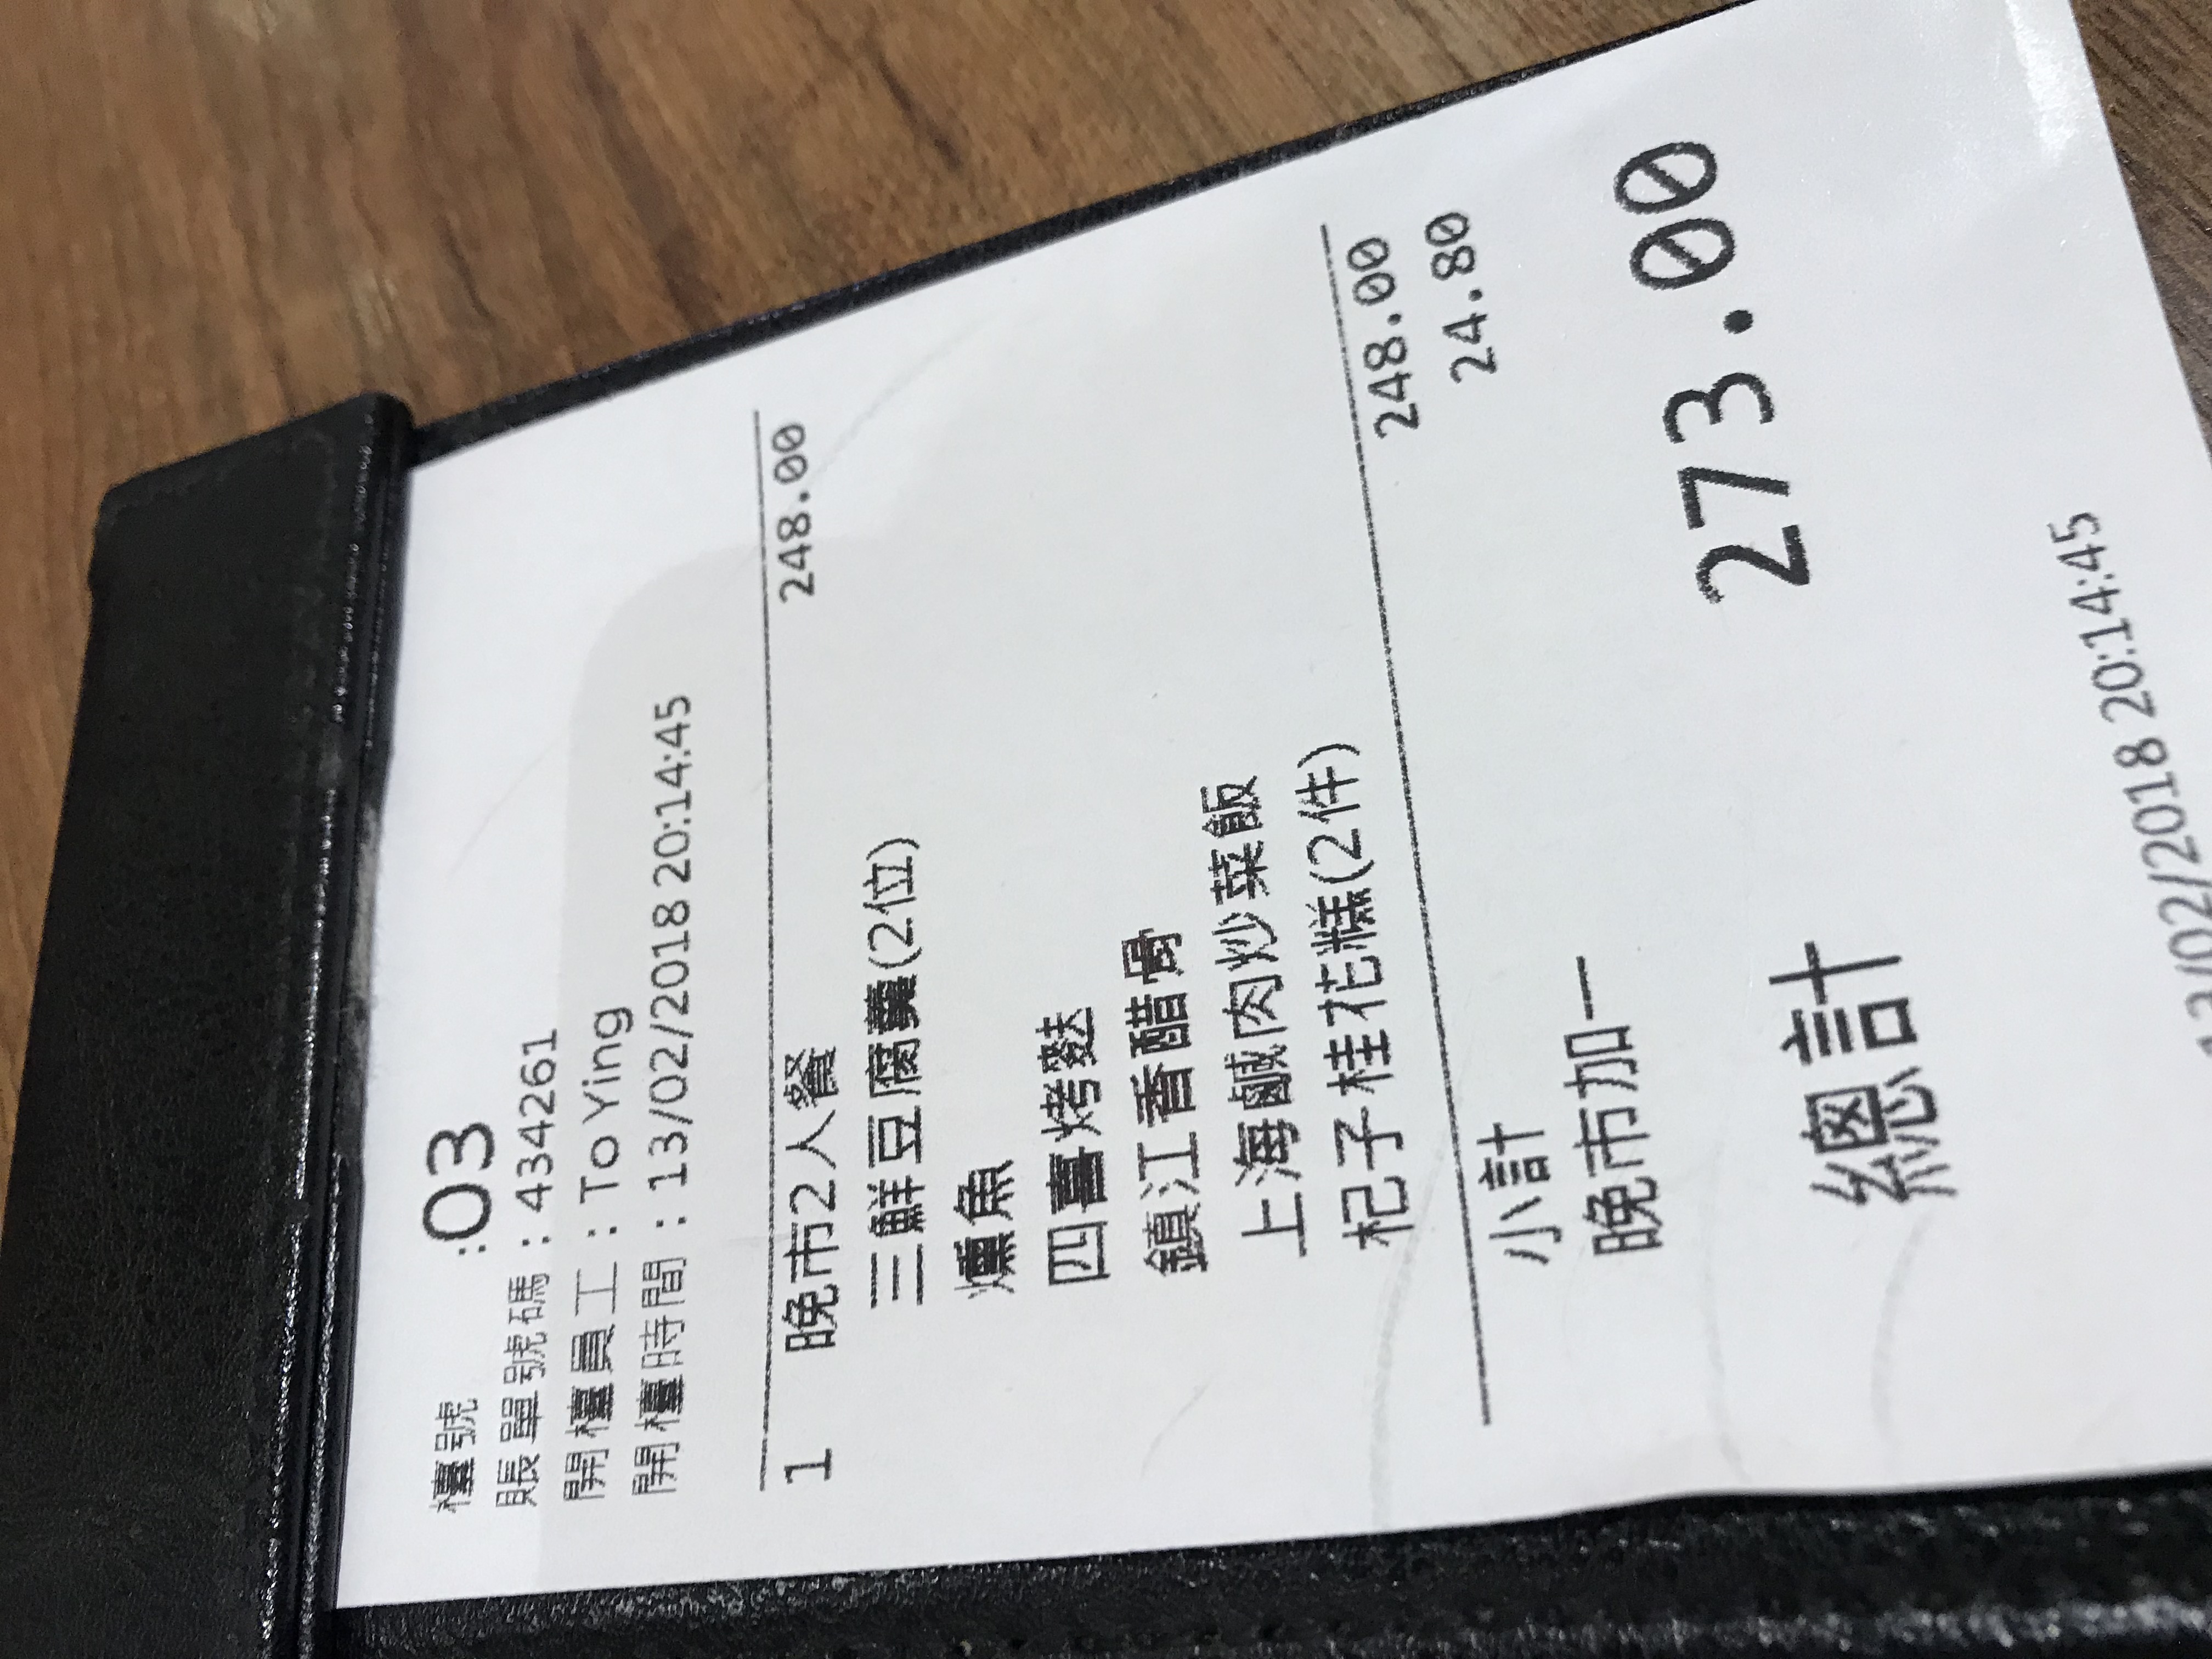 檯號 :03
賬單號碼 : 434261
開檯員工 : To Ying
開檯時間 : 13/02/2018 20:14:45
1 晚市2人餐 248.00
三鮮豆腐羹(2位)
燻魚
四喜烤麩
鎮江香醋骨
上海鹹肉炒菜飯
杞子桂花糕(2件)
小計 248.00
晚市加一 24.80
總計 273.00
13/02/2018 20:14:45